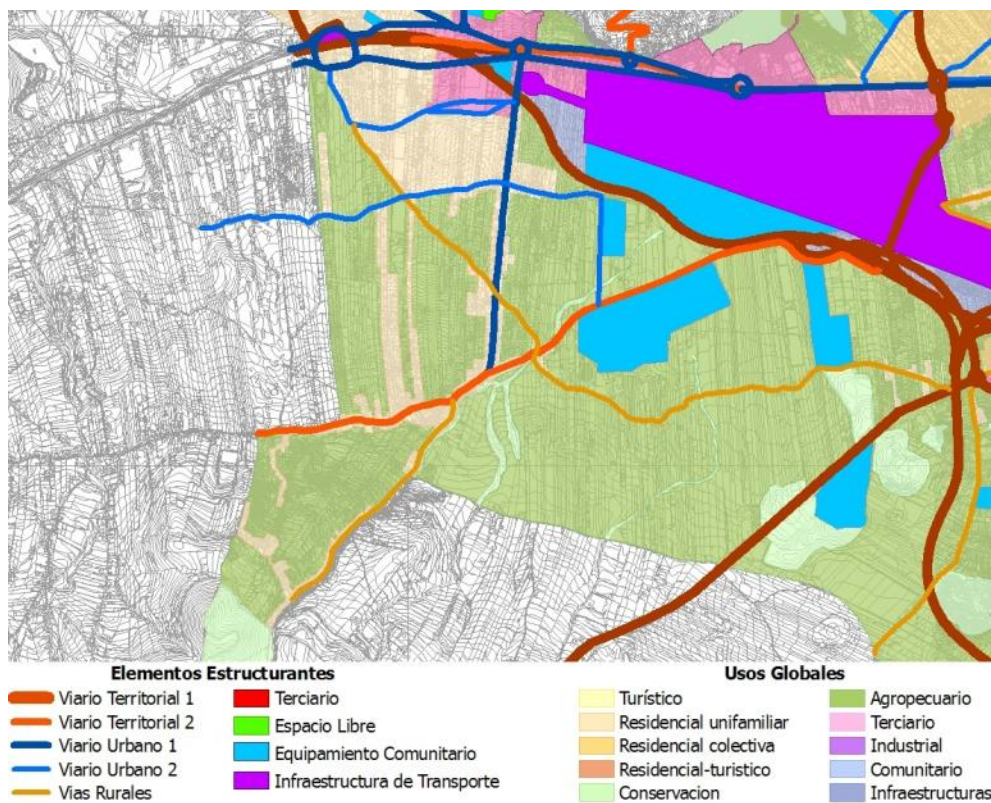 Elementos Estructurantes
Viario Territorial 1
Viario Territorial 2
Viario Urbano 1
Viario Urbano 2
Vias Rurales
Terciario
Espacio Libre
Equipamiento Comunitario
Infraestructura de Transporte
Usos Globales
Turístico
Residencial unifamiliar
Residencial colectiva
Residencial-turistico
Conservacion
Agropecuario
Terciario
Industrial
Comunitario
Infraestructuras